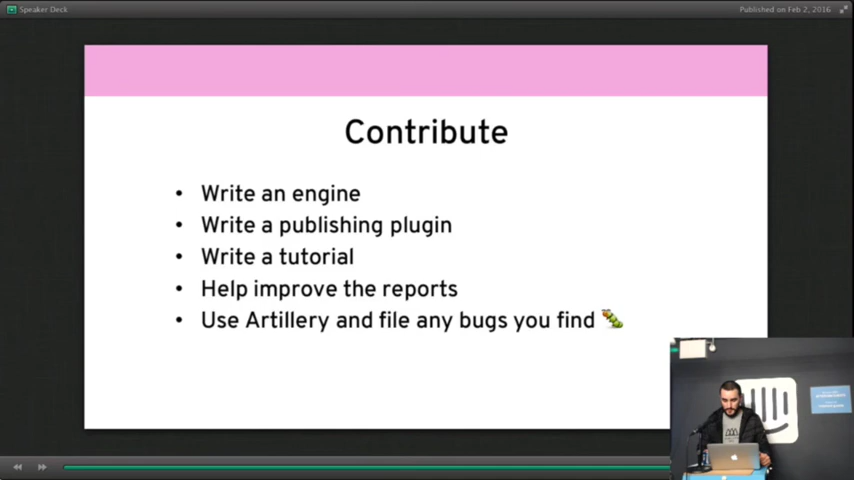 Speaker Deck
Published on Feb 2, 2016
Contribute
• Write an engine
• Write a publishing plugin
• Write a tutorial
• Help improve the reports
• Use Artillery and file any bugs you find 🐛